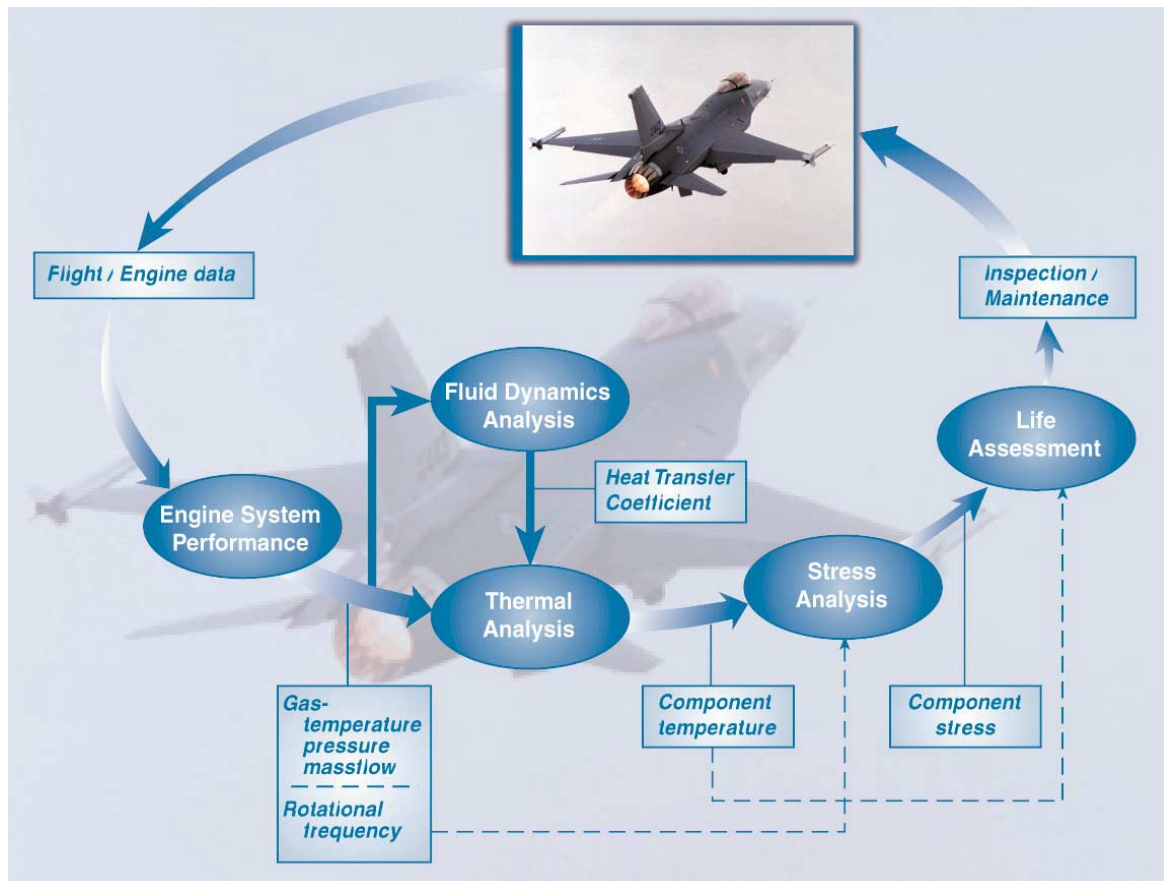 Flight / Engine data
Inspection /
Maintenance
Fluid Dynamics
Analysis
Life
Assessment
Heat Transfer
Coefficient
Engine System
Performance
Stress
Analysis
Thermal
Analysis
Gas-
temperature
pressure
massflow
Rotational
frequency
Component
temperature
Component
stress